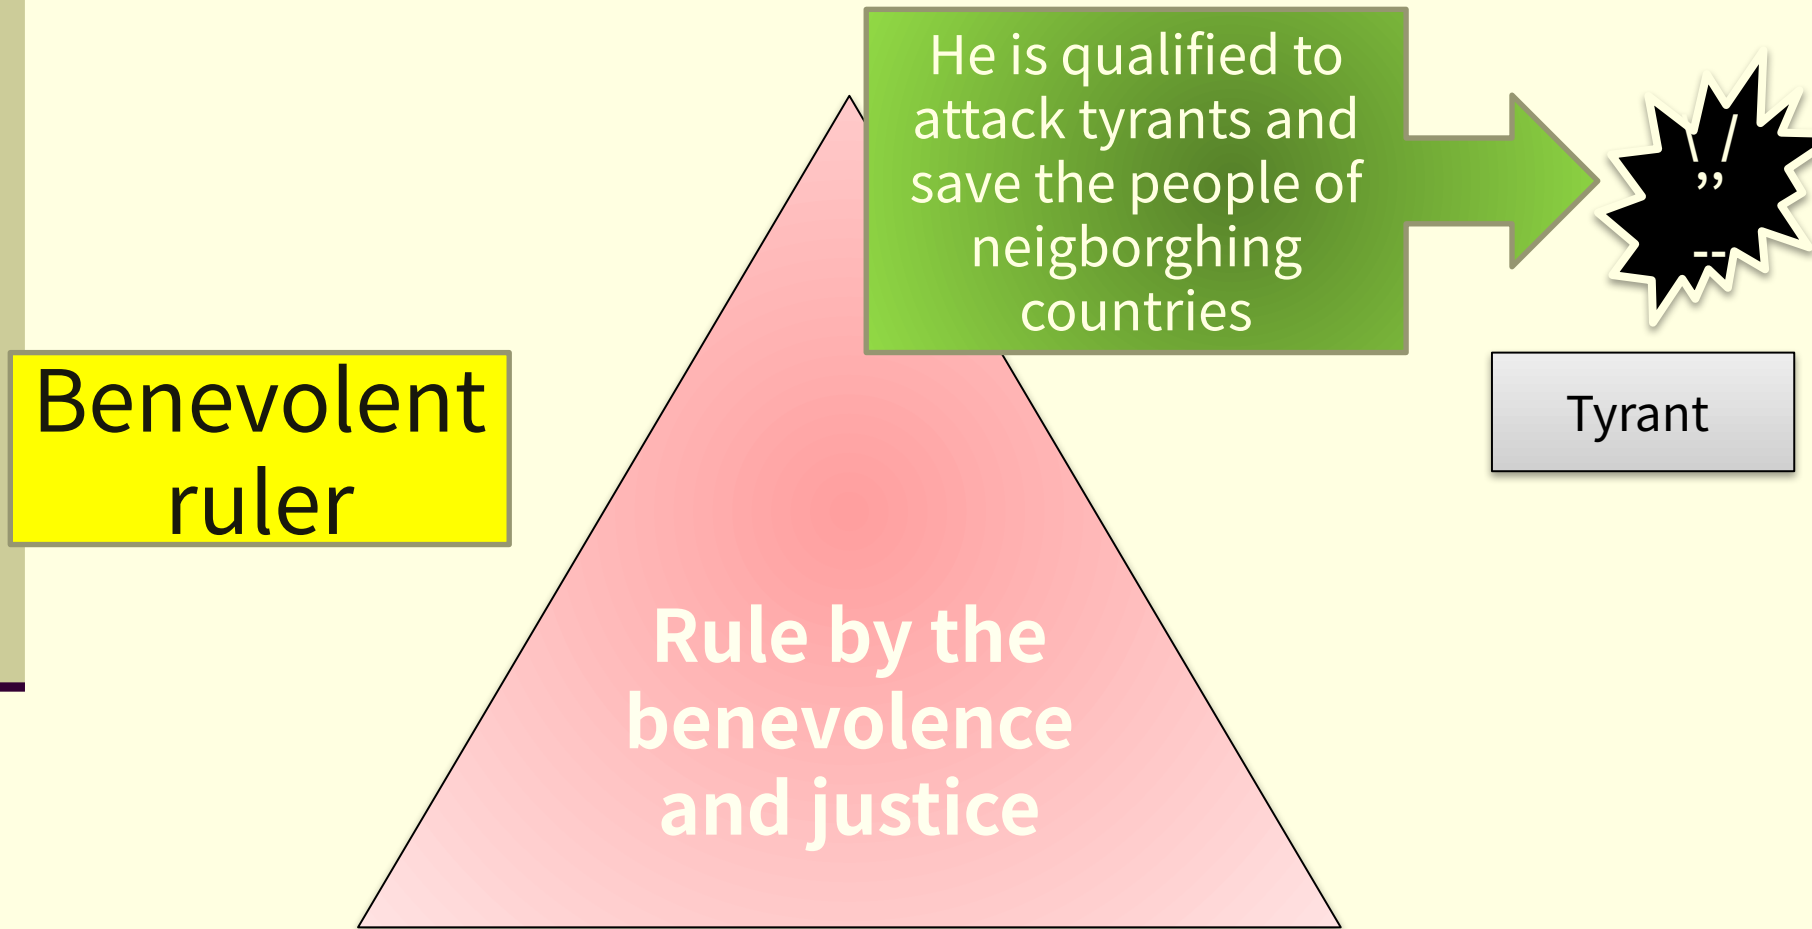 He is qualified to
attack tyrants and
save the people of
neigborghing
countries
\ /
,,
--
Benevolent
ruler
Tyrant
Rule by the
benevolence
and justice